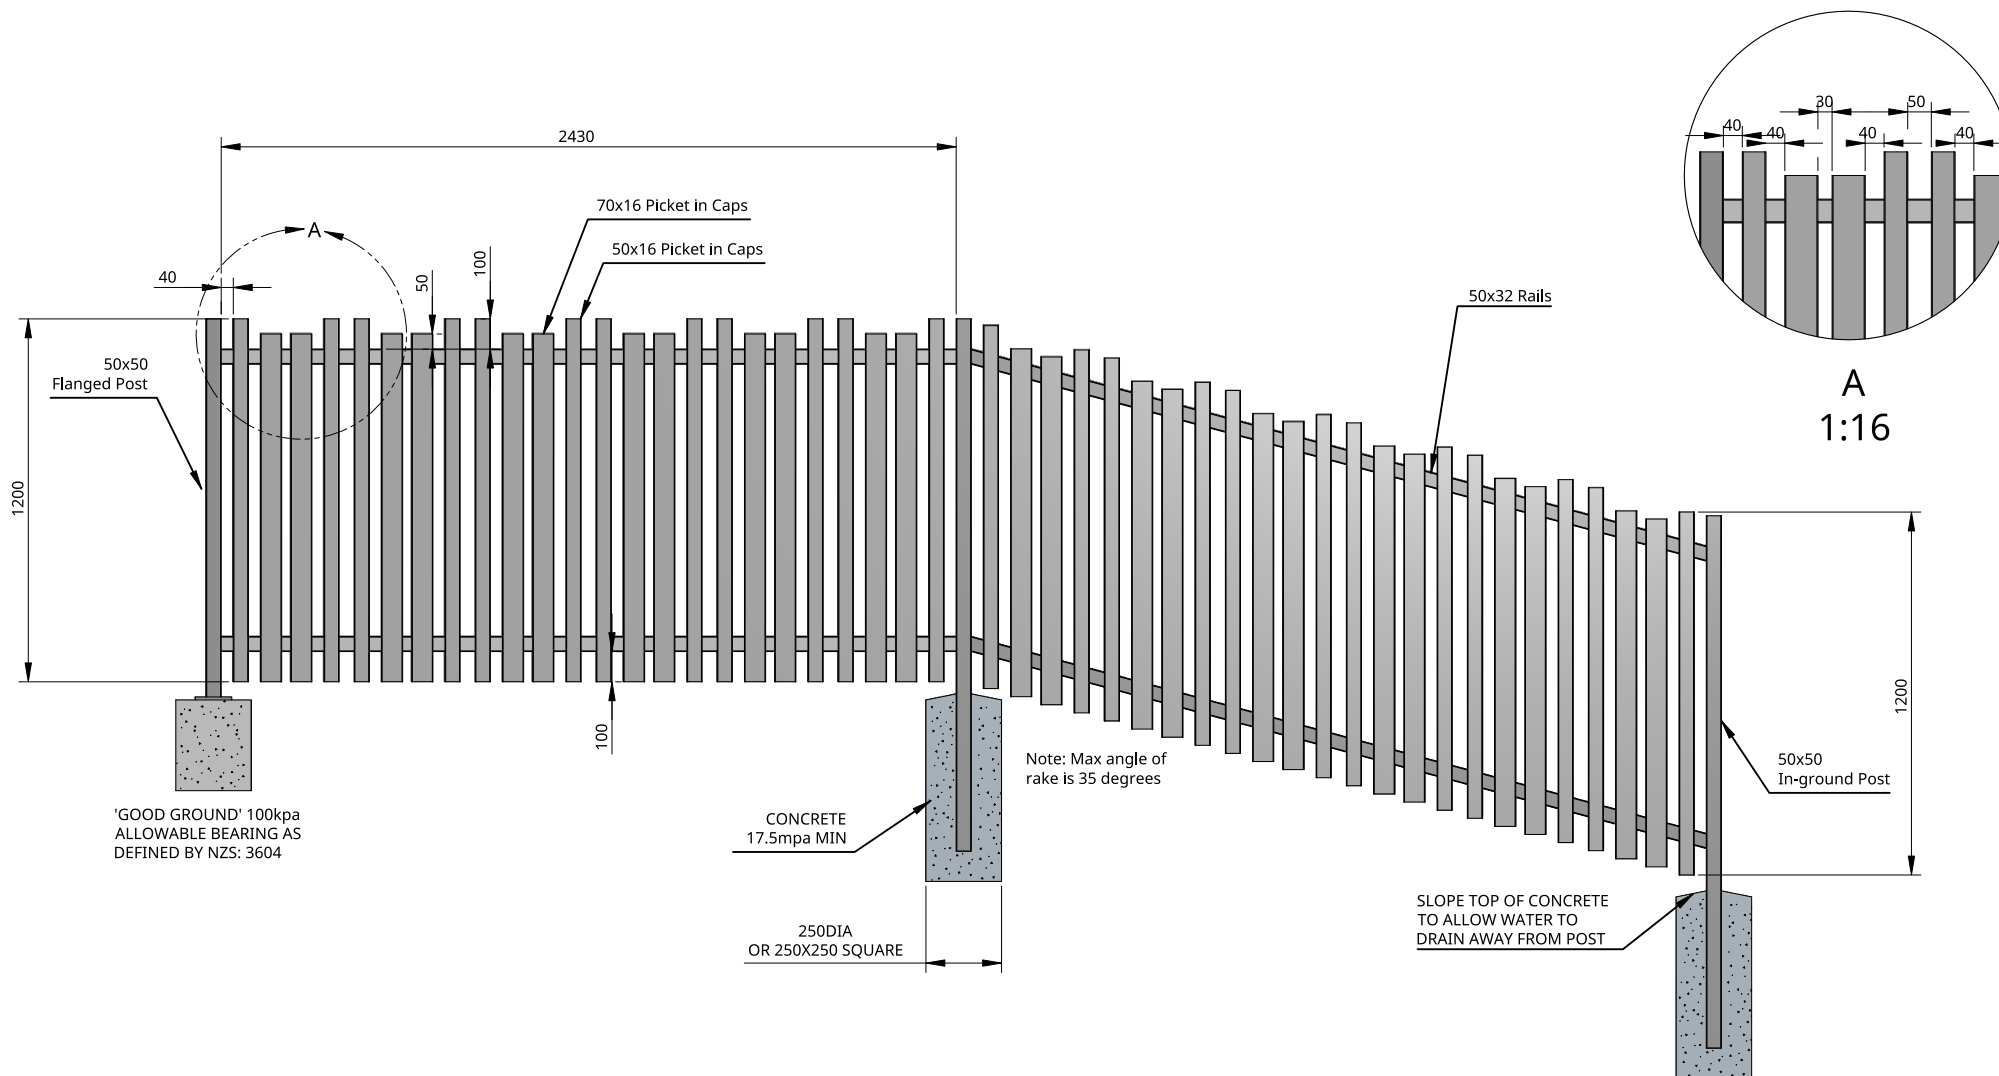 30
50
40
40
40
40
2430
A
70x16 Picket in Caps
50x16 Picket in Caps
40
50
100
50x32 Rails
50x50
Flanged Post
A
1:16
1200
1200
100
Note: Max angle of
rake is 35 degrees
50x50
In-ground Post
'GOOD GROUND' 100kpa
ALLOWABLE BEARING AS
DEFINED BY NZS: 3604
CONCRETE
17.5mpa MIN
SLOPE TOP OF CONCRETE
TO ALLOW WATER TO
DRAIN AWAY FROM POST
250DIA
OR 250X250 SQUARE